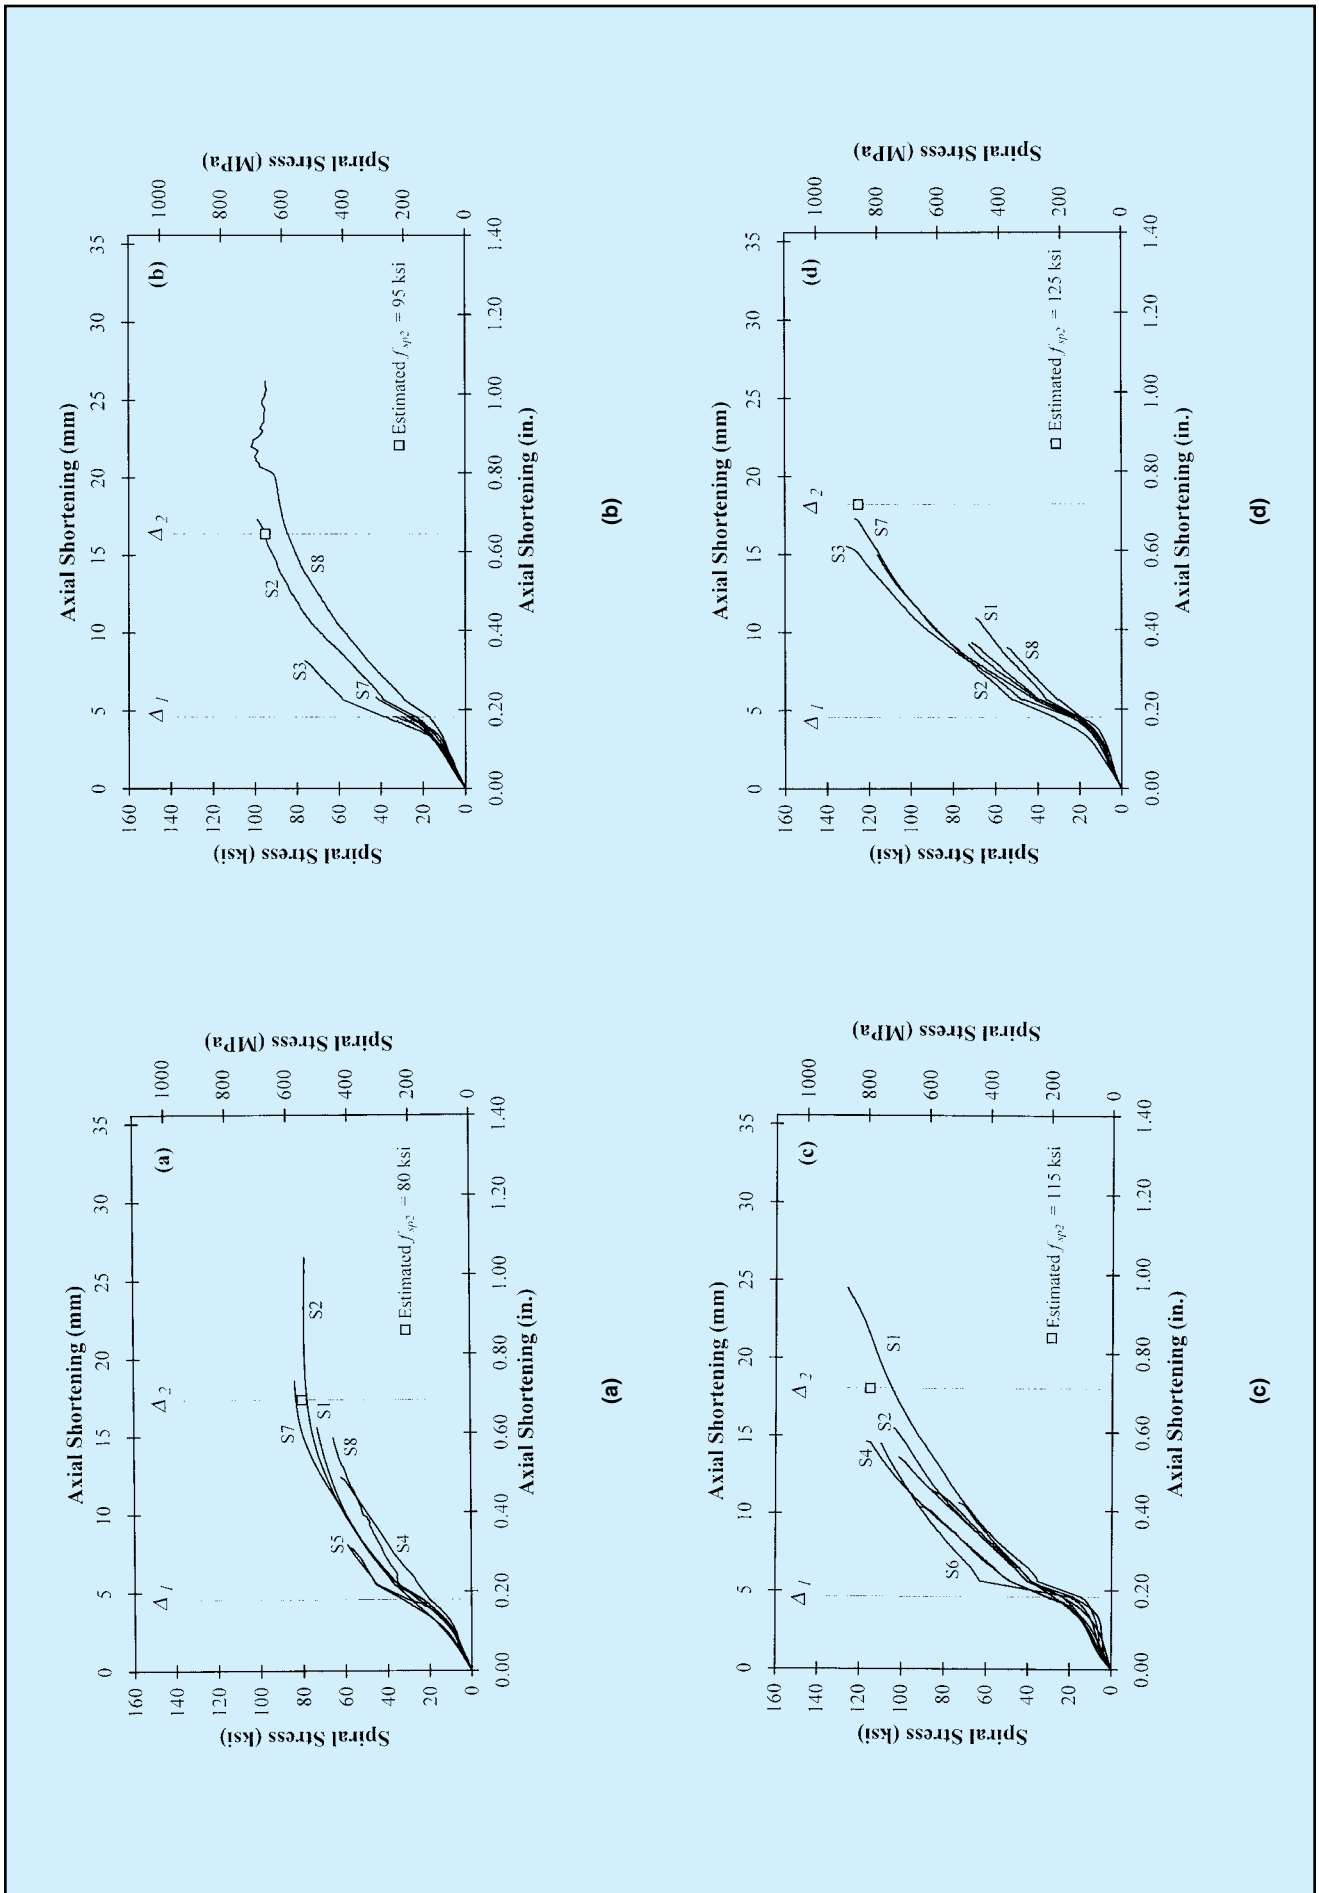 Axial Shortening (mm)
0 5 10 15 20 25 30 35
Δ1 Δ2
(a)
Spiral Stress (ksi)
160
140
120
100
80
60
40
20
0
Spiral Stress (MPa)
1000
800
600
400
200
0
S5
S7
S1
S2
S8
S4
Estimated fsp2 = 80 ksi
0.00 0.20 0.40 0.60 0.80 1.00 1.20 1.40
Axial Shortening (in.)
(a)
Axial Shortening (mm)
0 5 10 15 20 25 30 35
Δ1 Δ2
(b)
Spiral Stress (ksi)
160
140
120
100
80
60
40
20
0
Spiral Stress (MPa)
1000
800
600
400
200
0
S3
S2
S7
S8
Estimated fsp2 = 95 ksi
0.00 0.20 0.40 0.60 0.80 1.00 1.20 1.40
Axial Shortening (in.)
(b)
Axial Shortening (mm)
0 5 10 15 20 25 30 35
Δ1 Δ2
(c)
Spiral Stress (ksi)
160
140
120
100
80
60
40
20
0
Spiral Stress (MPa)
1000
800
600
400
200
0
S4
S2
S1
S6
Estimated fsp2 = 115 ksi
0.00 0.20 0.40 0.60 0.80 1.00 1.20 1.40
Axial Shortening (in.)
(c)
Axial Shortening (mm)
0 5 10 15 20 25 30 35
Δ1 Δ2
(d)
Spiral Stress (ksi)
160
140
120
100
80
60
40
20
0
Spiral Stress (MPa)
1000
800
600
400
200
0
S3
S7
S2
S1
S8
Estimated fsp2 = 125 ksi
0.00 0.20 0.40 0.60 0.80 1.00 1.20 1.40
Axial Shortening (in.)
(d)